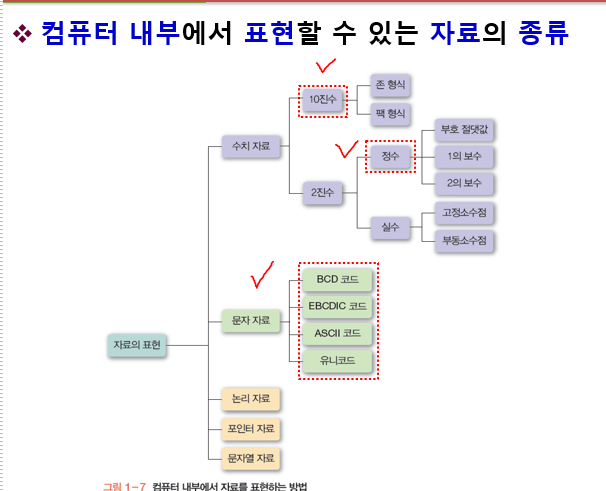 ❖ 컴퓨터 내부에서 표현할 수 있는 자료의 종류
자료의 표현
수치 자료
10진수
존 형식
팩 형식
2진수
정수
부호 절댓값
1의 보수
2의 보수
실수
고정소수점
부동소수점
문자 자료
BCD 코드
EBCDIC 코드
ASCII 코드
유니코드
논리 자료
포인터 자료
문자열 자료
그림 1-7 컴퓨터 내부에서 자료를 표현하는 방법